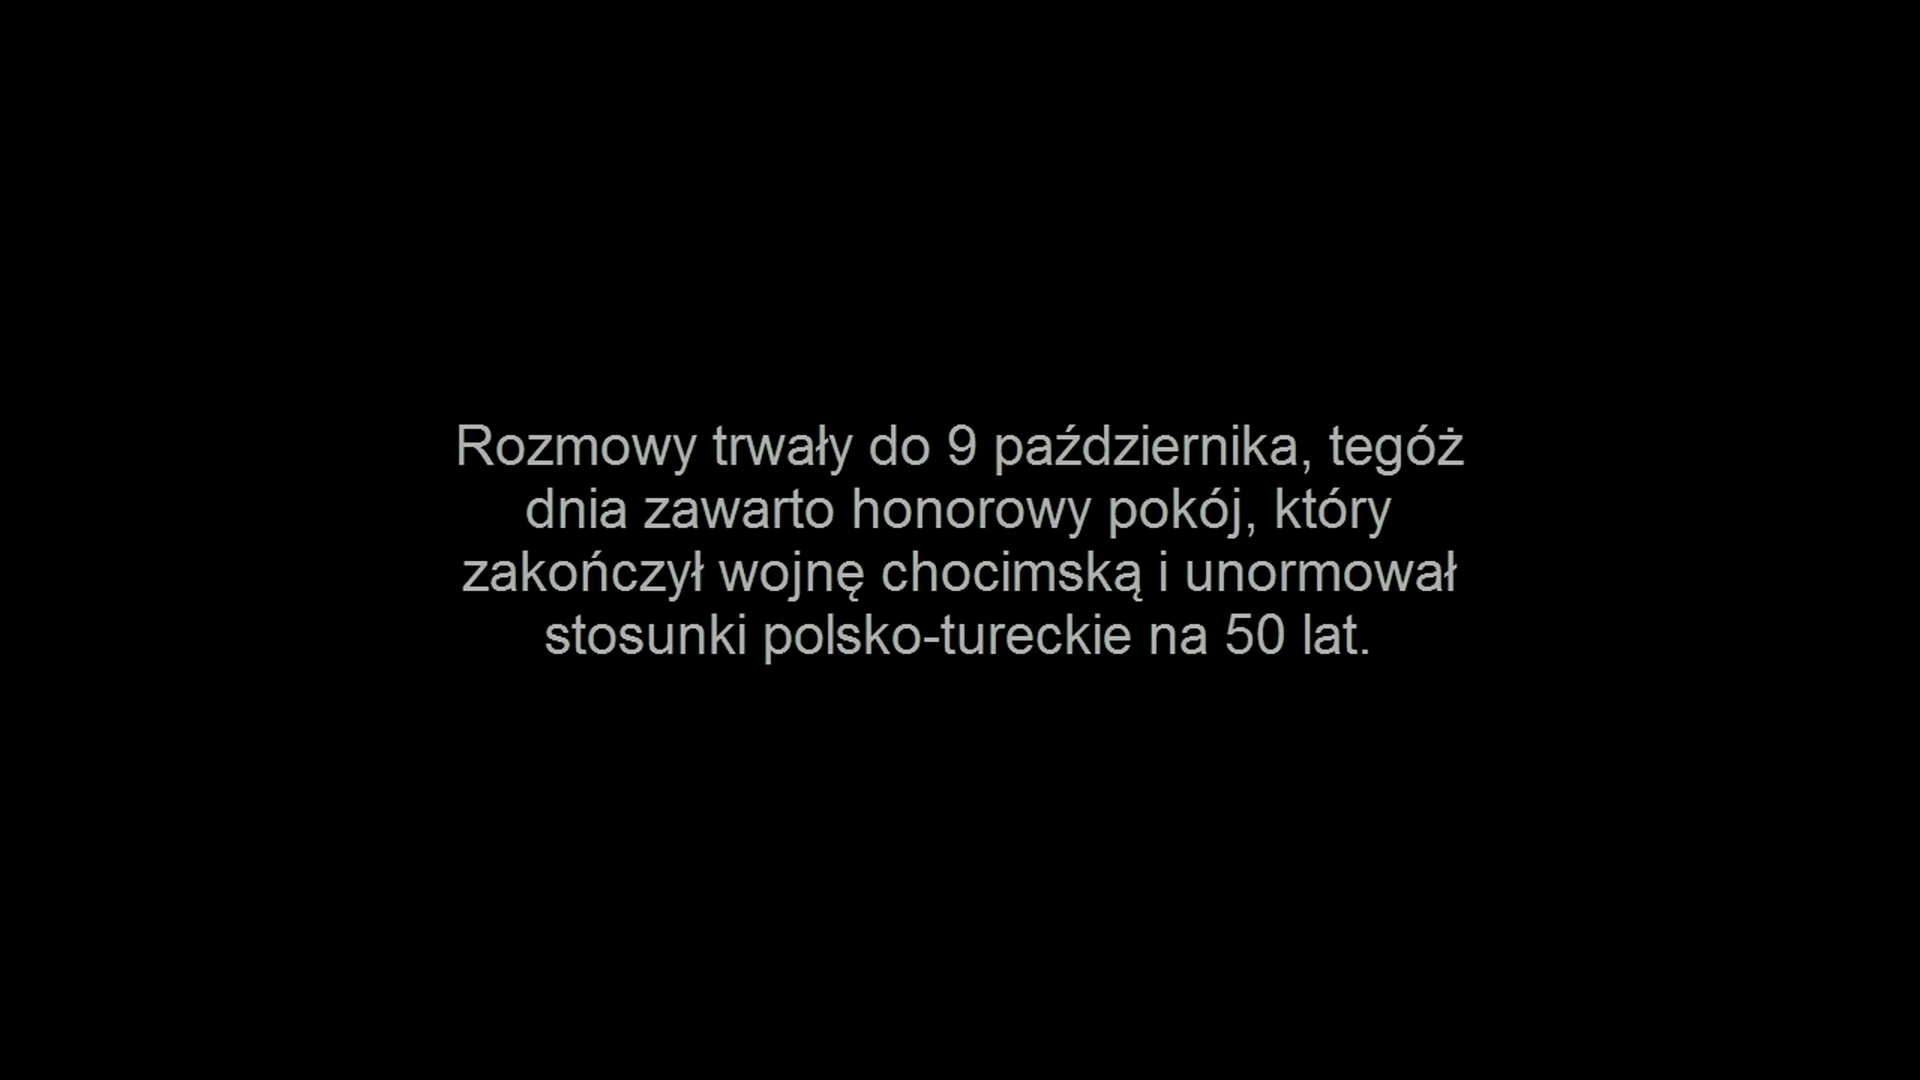 Rozmowy trwały do 9 października, tegóż
dnia zawarto honorowy pokój, który
zakończył wojnę chocimską i unormował
stosunki polsko-tureckie na 50 lat.